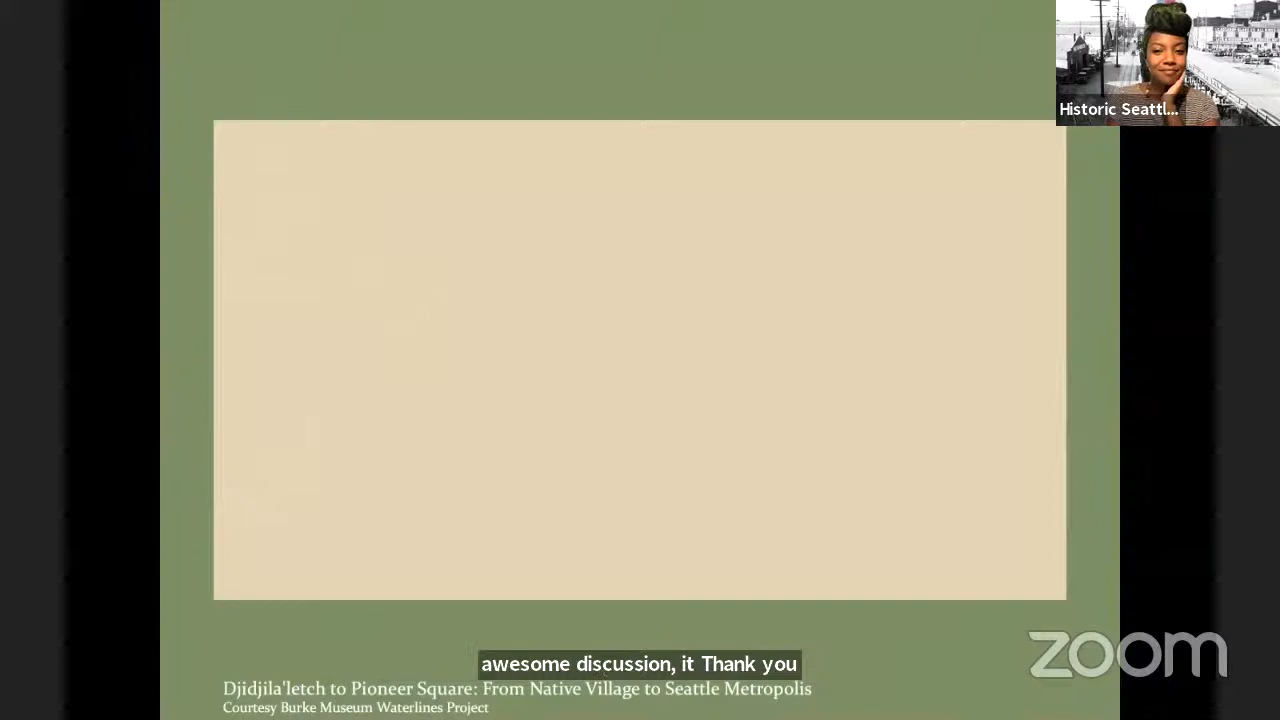 Historic Seattl...
awesome discussion, it Thank you
zoom
Djidjila'letch to Pioneer Square: From Native Village to Seattle Metropolis
Courtesy Burke Museum Waterlines Project